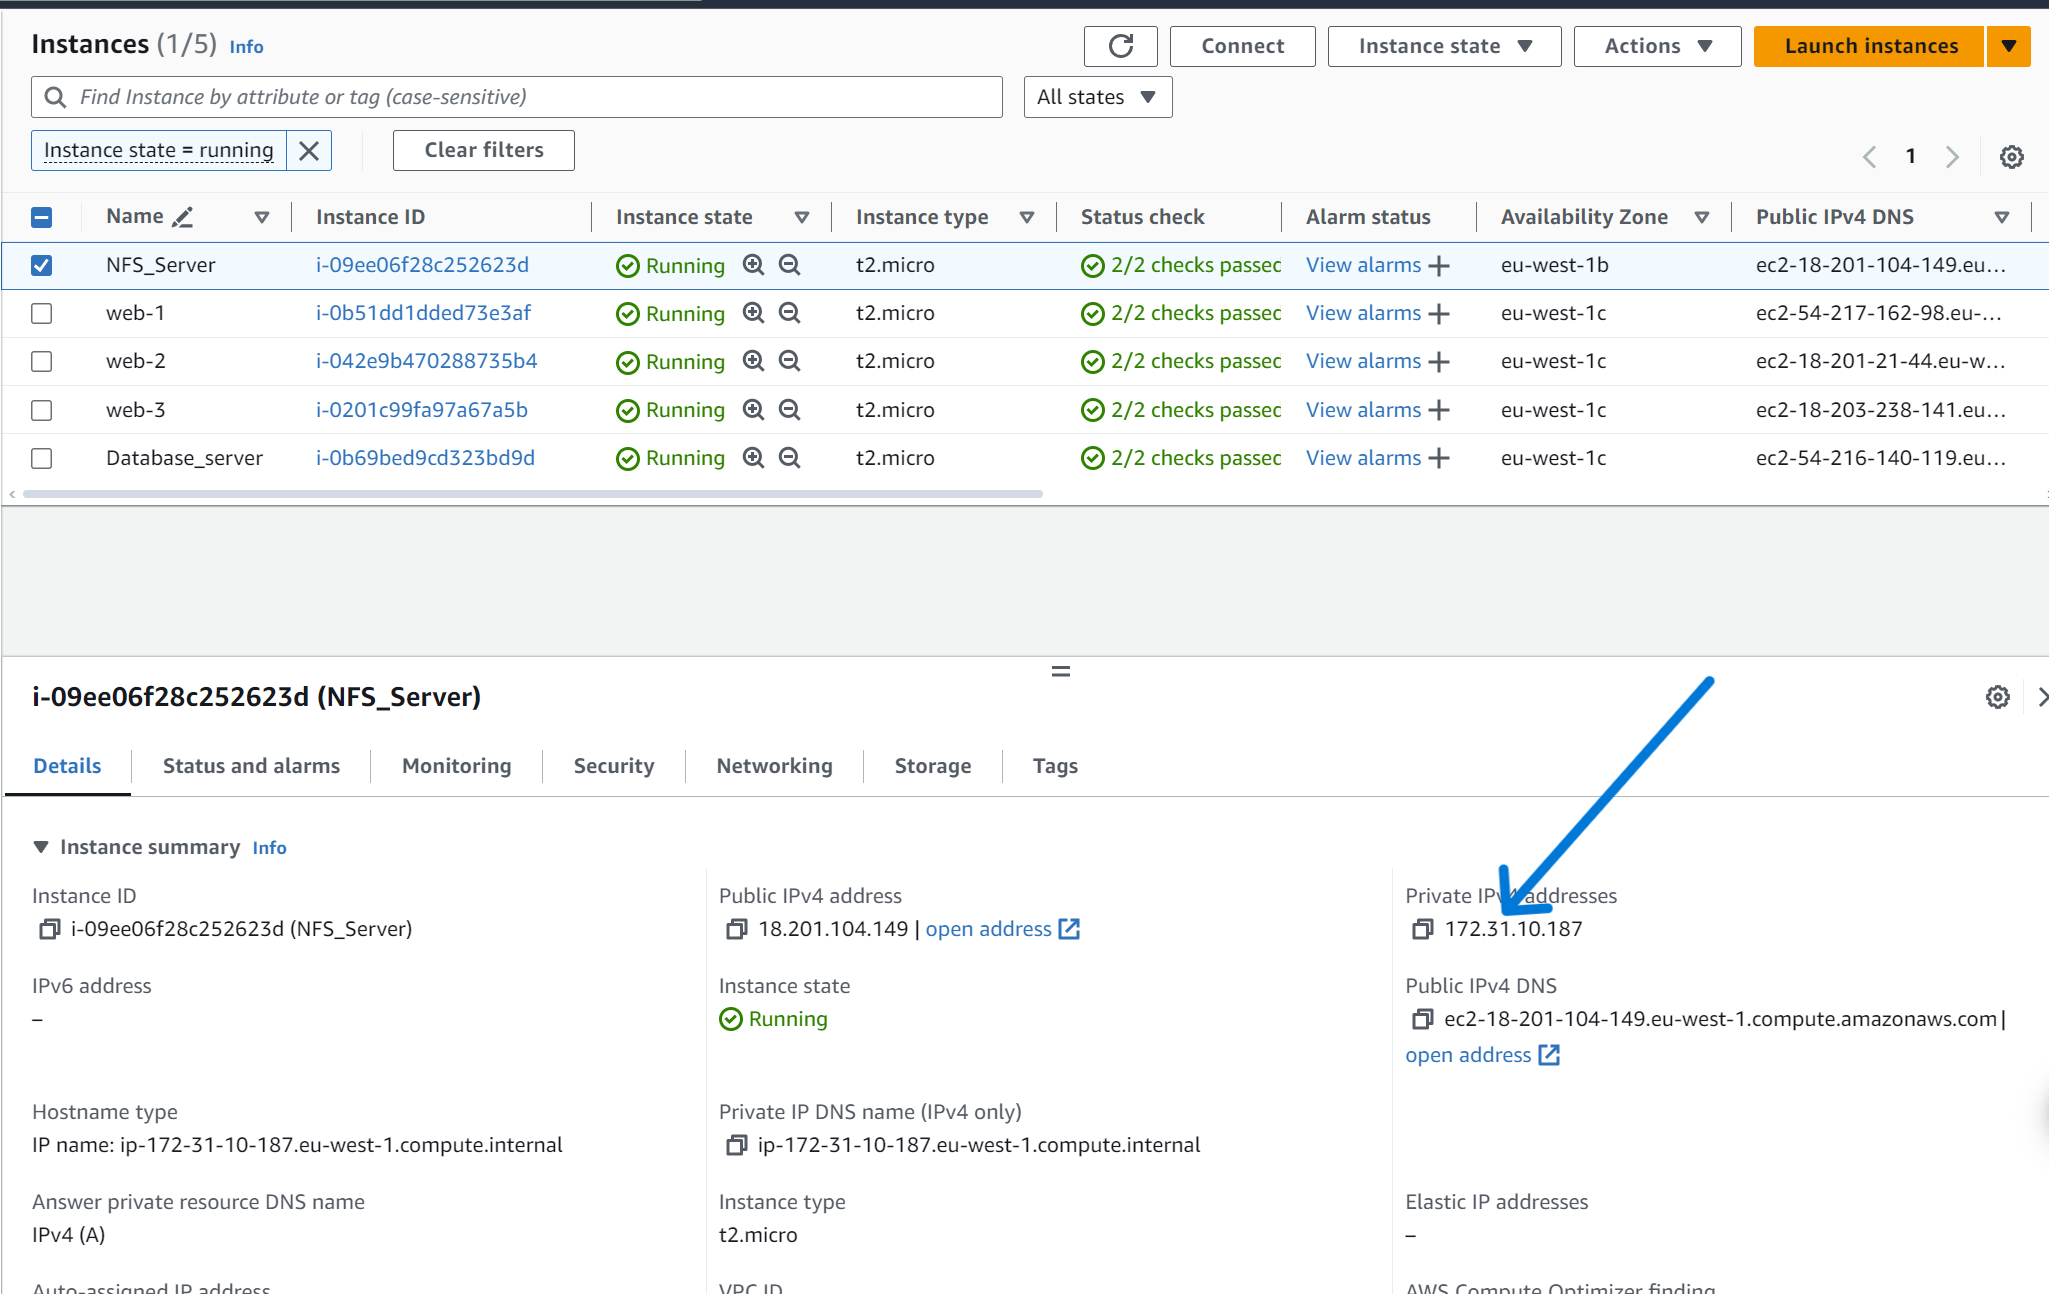 Instances (1/5) Info
Connect
Instance state
Actions
Launch instances
Find Instance by attribute or tag (case-sensitive)
All states
Instance state = running
Clear filters
1
Name Instance ID Instance state Instance type Status check Alarm status Availability Zone Public IPv4 DNS
NFS_Server i-09ee06f28c252623d Running t2.micro 2/2 checks passed View alarms + eu-west-1b ec2-18-201-104-149.eu...
web-1 i-0b51dd1dded73e3af Running t2.micro 2/2 checks passed View alarms + eu-west-1c ec2-54-217-162-98.eu-...
web-2 i-042e9b470288735b4 Running t2.micro 2/2 checks passed View alarms + eu-west-1c ec2-18-201-21-44.eu-w...
web-3 i-0201c99fa97a67a5b Running t2.micro 2/2 checks passed View alarms + eu-west-1c ec2-18-203-238-141.eu...
Database_server i-0b69bed9cd323bd9d Running t2.micro 2/2 checks passed View alarms + eu-west-1c ec2-54-216-140-119.eu...
i-09ee06f28c252623d (NFS_Server)
Details Status and alarms Monitoring Security Networking Storage Tags
Instance summary Info
Instance ID
i-09ee06f28c252623d (NFS_Server)
Public IPv4 address
18.201.104.149 | open address
Private IPv4 addresses
172.31.10.187
IPv6 address
–
Instance state
Running
Public IPv4 DNS
ec2-18-201-104-149.eu-west-1.compute.amazonaws.com |
open address
Hostname type
IP name: ip-172-31-10-187.eu-west-1.compute.internal
Private IP DNS name (IPv4 only)
ip-172-31-10-187.eu-west-1.compute.internal
Answer private resource DNS name
IPv4 (A)
Instance type
t2.micro
Elastic IP addresses
–
Auto-assigned IP address
VPC ID
AWS Compute Optimizer finding